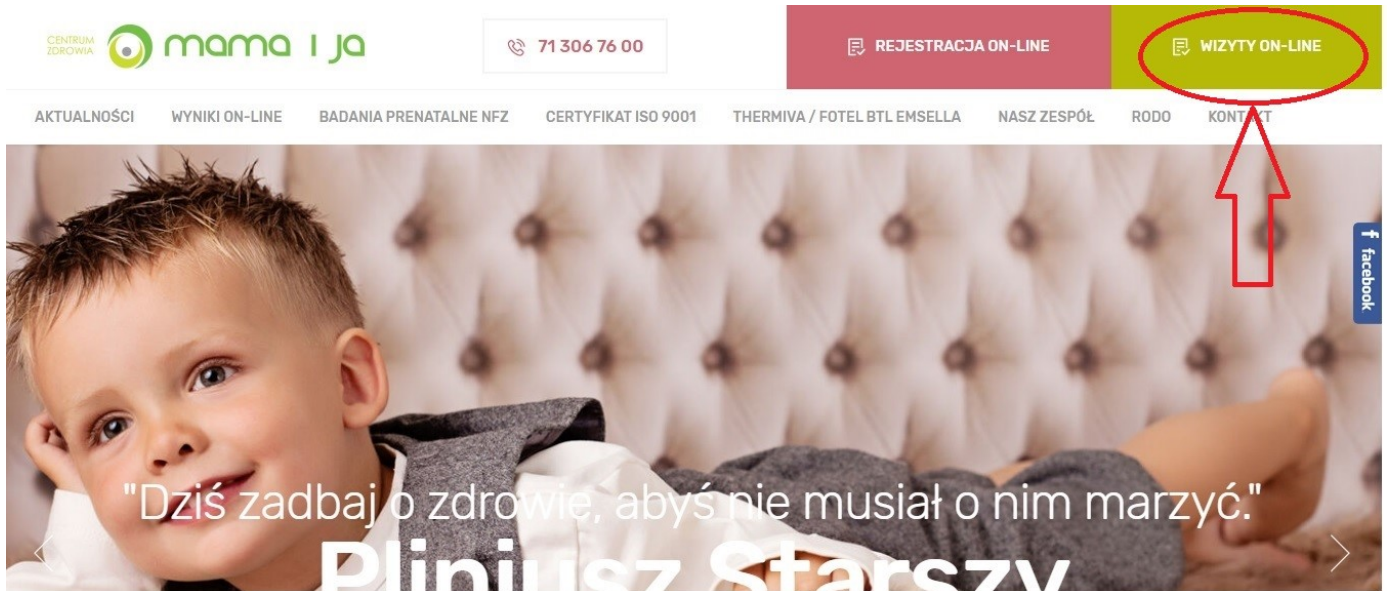 CENTRUM
ZDROWIA
mama i ja
71 306 76 00
REJESTRACJA ON-LINE
WIZYTY ON-LINE
AKTUALNOŚCI WYNIKI ON-LINE BADANIA PRENATALNE NFZ CERTYFIKAT ISO 9001 THERMIVA / FOTEL BTL EMSELLA NASZ ZESPÓŁ RODO KONTAKT
f facebook
"Dziś zadbaj o zdrowie, abyś nie musiał o nim marzyć."
Pliniusz Starszy